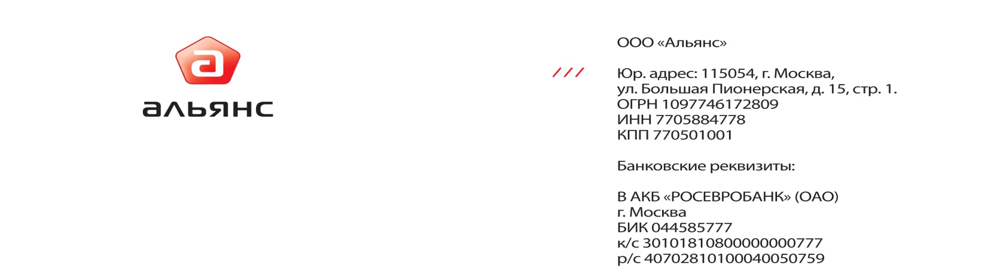 а
альянс
ООО «Альянс»
///
Юр. адрес: 115054, г. Москва,
ул. Большая Пионерская, д. 15, стр. 1.
ОГРН 1097746172809
ИНН 7705884778
КПП 770501001
Банковские реквизиты:
В АКБ «РОСЕВРОБАНК» (ОАО)
г. Москва
БИК 044585777
к/с 30101810800000000777
р/с 40702810100040050759